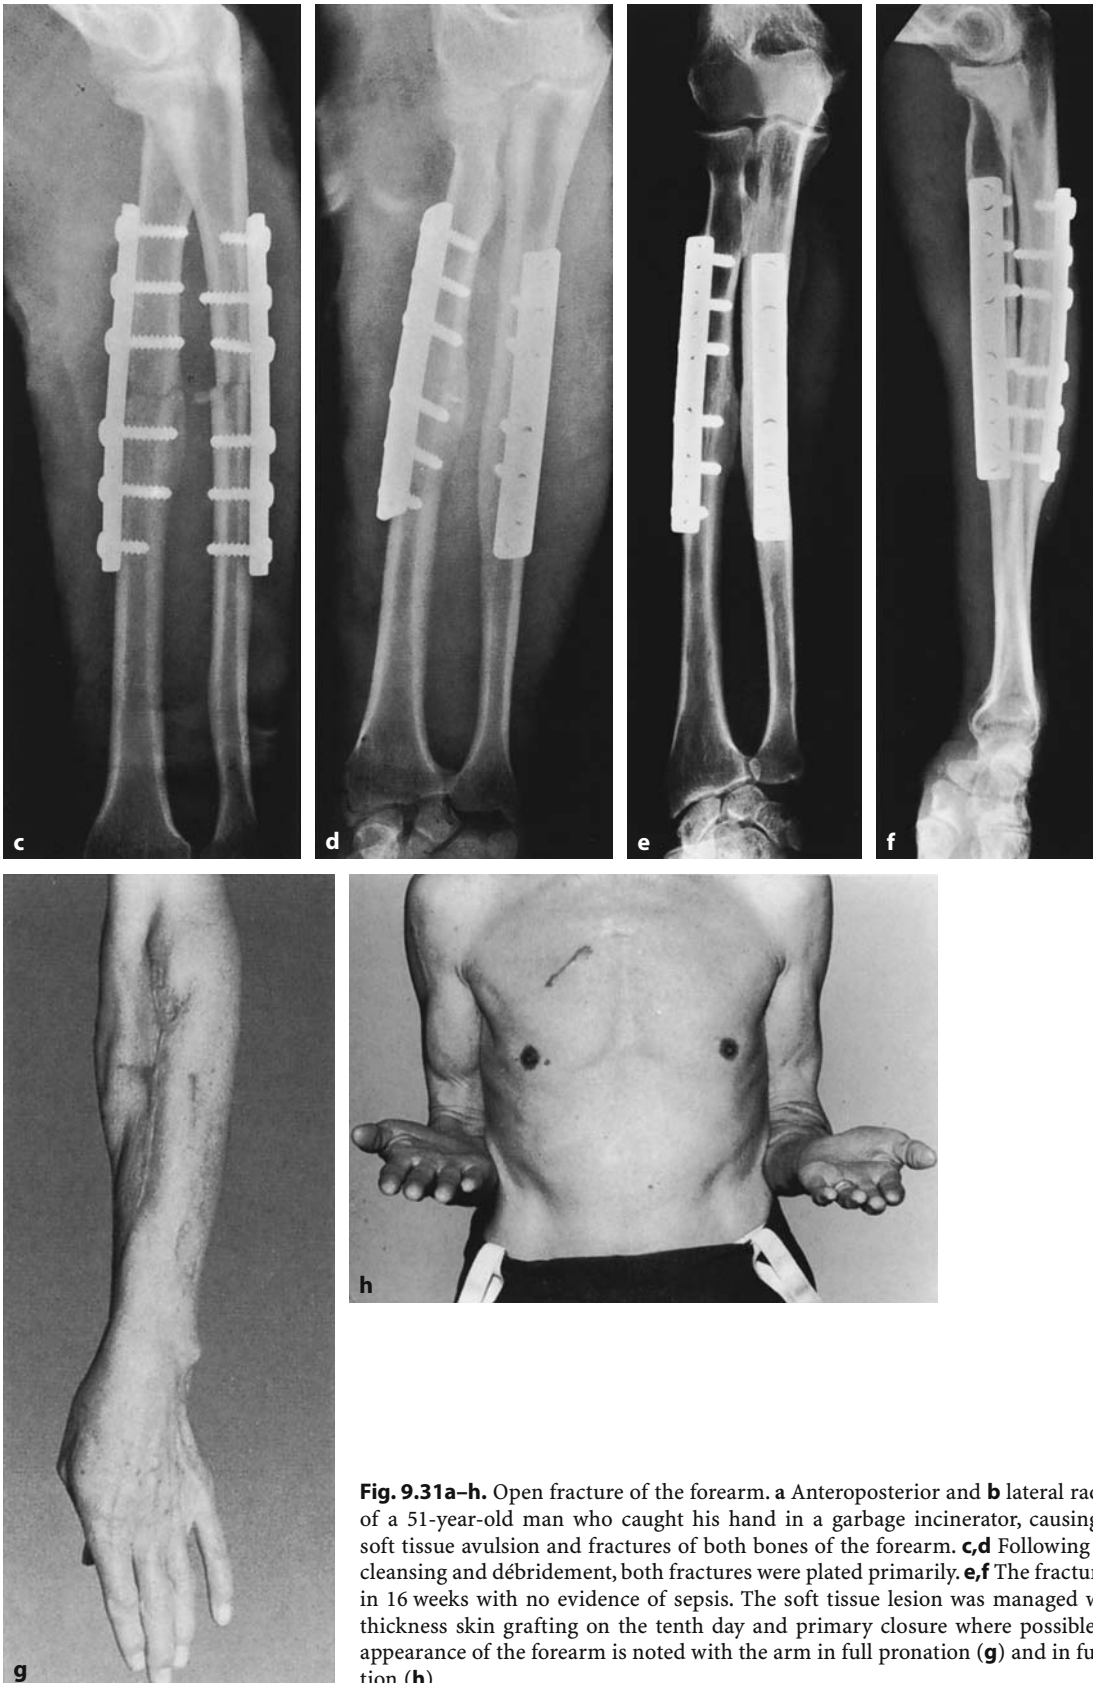 c
d
e
f
g
h
Fig. 9.31a–h. Open fracture of the forearm. a Anteroposterior and b lateral
of a 51-year-old man who caught his hand in a garbage incinerator, causing
soft tissue avulsion and fractures of both bones of the forearm. c,d Following
cleansing and débridement, both fractures were plated primarily. e,f The
in 16 weeks with no evidence of sepsis. The soft tissue lesion was managed
thickness skin grafting on the tenth day and primary closure where possible
appearance of the forearm is noted with the arm in full pronation (g) and in
tion (h)